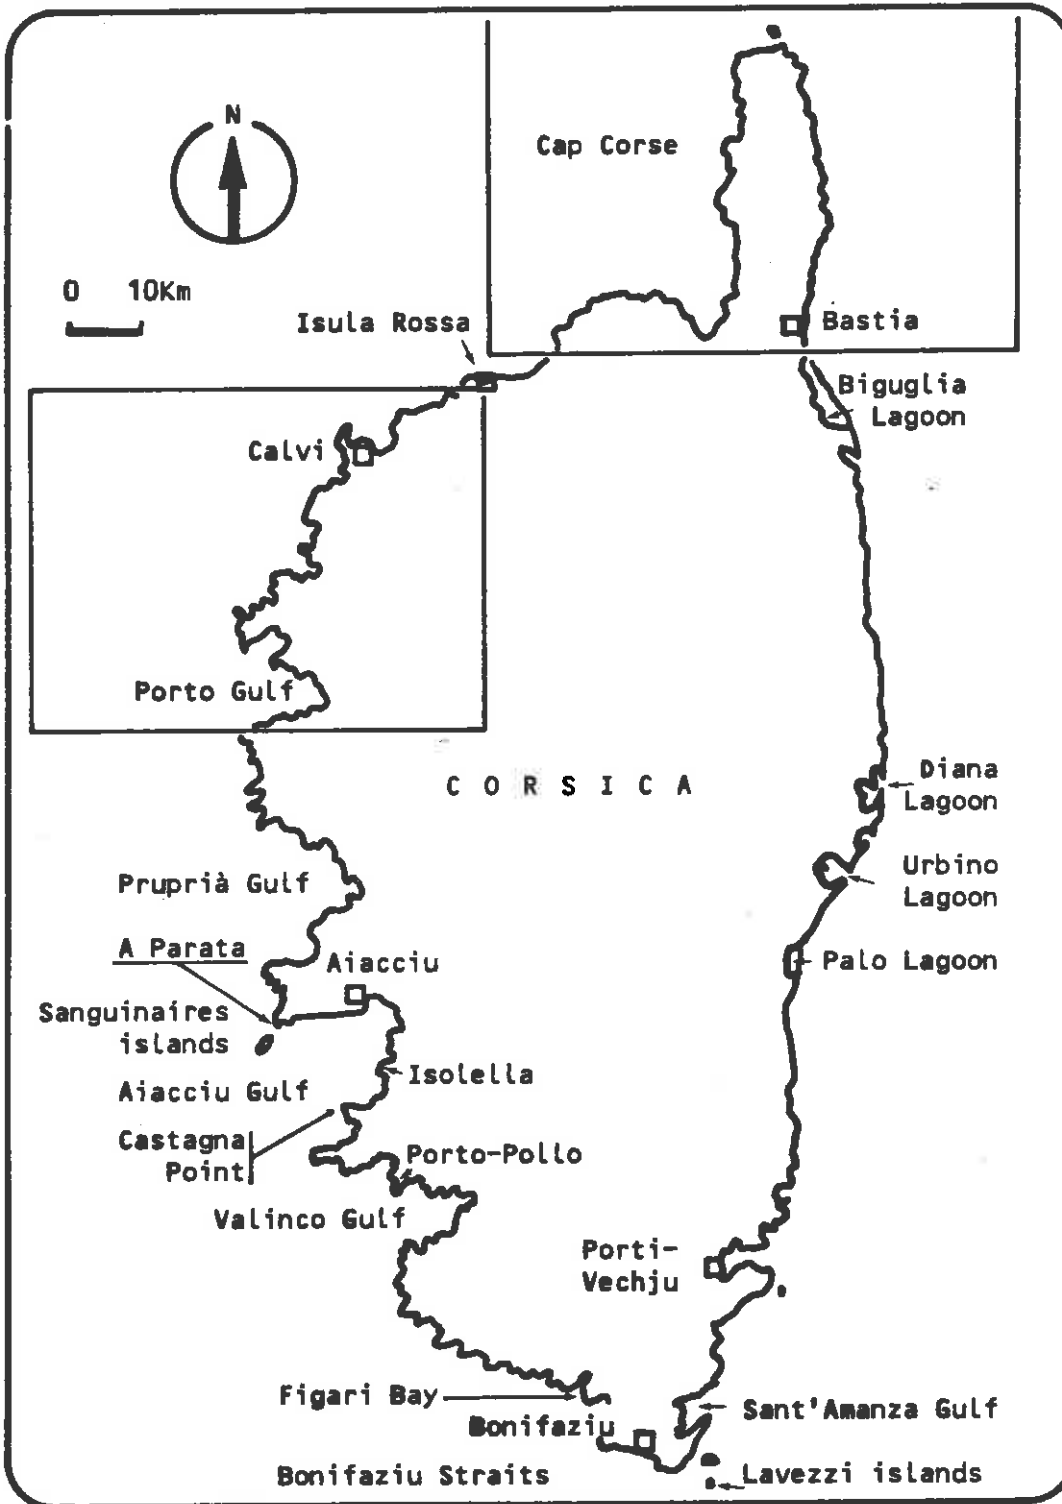 N
Cap Corse
0 10Km
Isula Rossa
Bastia
Biguglia
Lagoon
Calvi
Porto Gulf
CORSICA
Diana
Lagoon
Pruprià Gulf
Urbino
Lagoon
A Parata
Aiacciu
Palo Lagoon
Sanguinaires
islands
Isolella
Aiacciu Gulf
Castagna
Point
Porto-Pollo
Valinco Gulf
Porti-
Vechju
Figari Bay
Bonifaziu
Sant'Amanza Gulf
Bonifaziu Straits
Lavezzi islands